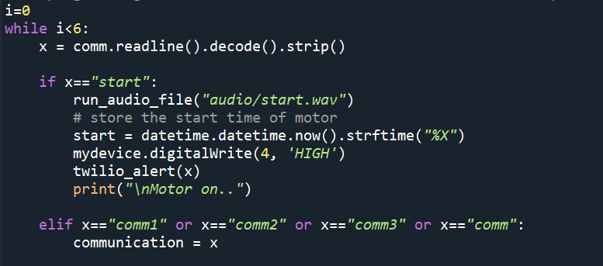 i=0
while i<6:
    x = comm.readline().decode().strip()

    if x=="start":
        run_audio_file("audio/start.wav")
        # store the start time of motor
        start = datetime.datetime.now().strftime("%X")
        mydevice.digitalWrite(4, 'HIGH')
        twilio_alert(x)
        print("\nMotor on..")

    elif x=="comm1" or x=="comm2" or x=="comm3" or x=="comm":
        communication = x